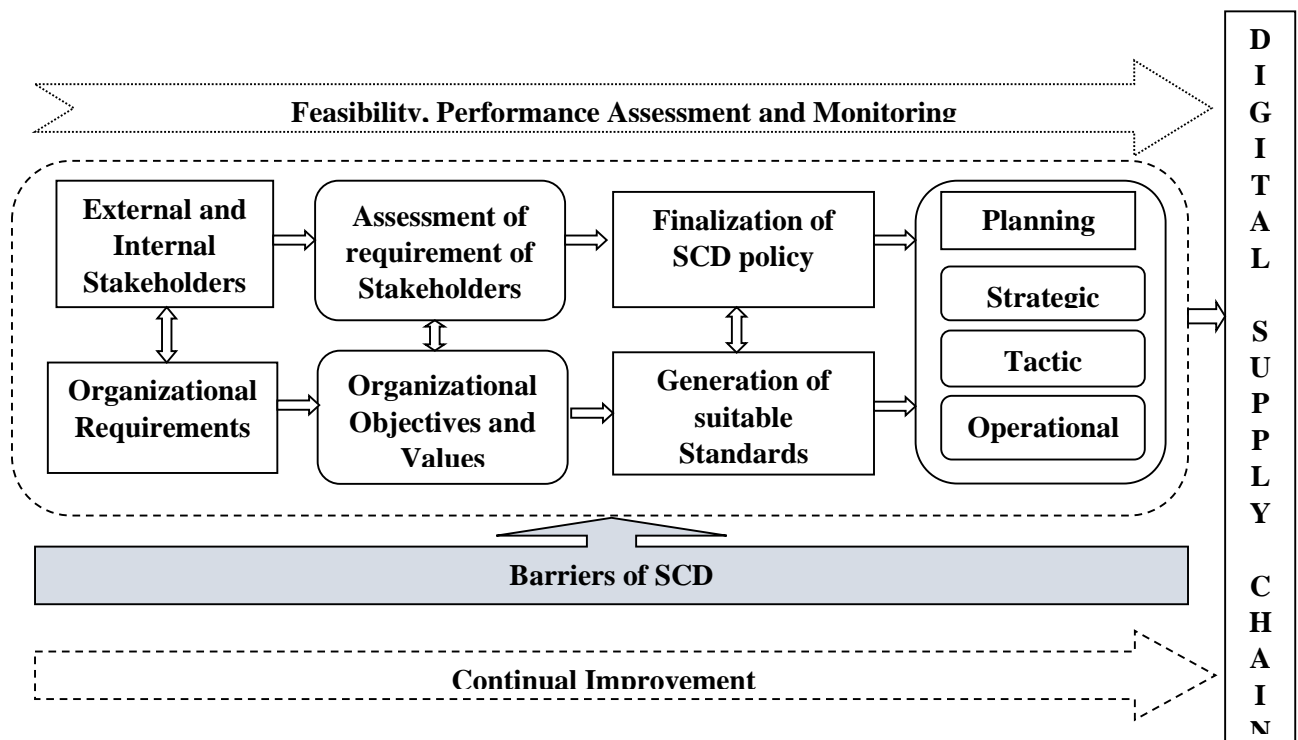 Feasibility, Performance Assessment and Monitoring
External and
Internal
Stakeholders
Assessment of
requirement of
Stakeholders
Finalization of
SCD policy
Planning
Strategic
Tactic
Operational
Organizational
Requirements
Organizational
Objectives and
Values
Generation of
suitable
Standards
Barriers of SCD
Continual Improvement
D
I
G
I
T
A
L
S
U
P
P
L
Y
C
H
A
I
N